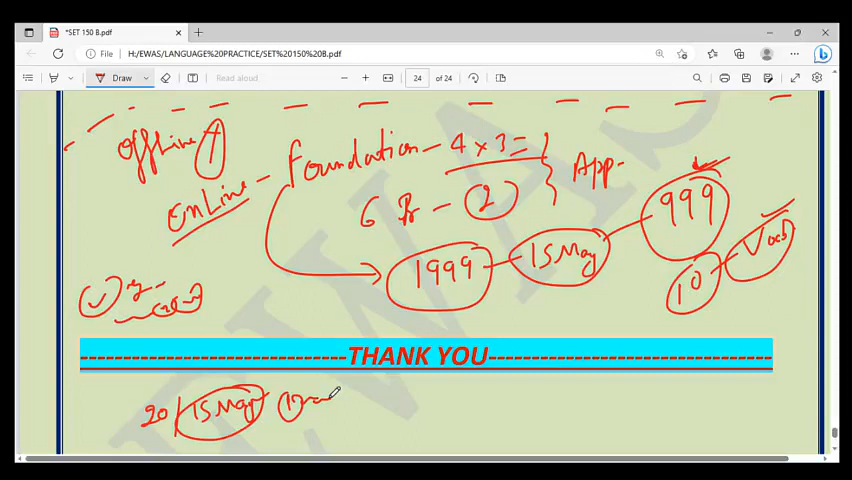 *SET 150 B.pdf
File H:/EWAS/LANGUAGE%20PRACTICE/SET%20150%20B.pdf
Draw Read aloud 24 of 24
Offline
Online - Foundation - 4 x 3 = App-
2 999
1999 - 15 May
10 - Vocab
--------------------------------THANK YOU----------------------------------
20 / 15 May